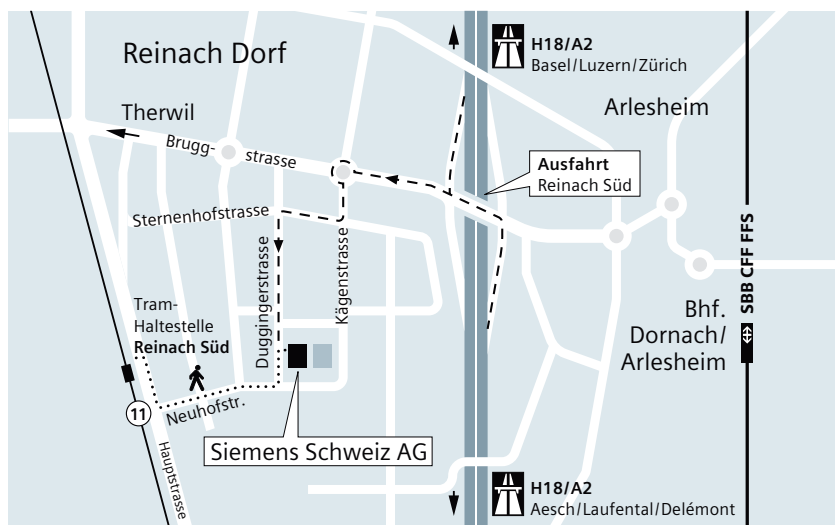 H18/A2
Basel/Luzern/Zürich
Reinach Dorf
Arlesheim
Therwil
Brugg-
strasse
Ausfahrt
Reinach Süd
Sternenhofstrasse
Duggingerstrasse
Kägenstrasse
SBB CFF FFS
Tram-
Haltestelle
Reinach Süd
Bhf.
Dornach/
Arlesheim
11
Neuhofstr.
Hauptstrasse
Siemens Schweiz AG
H18/A2
Aesch/Laufental/Delémont